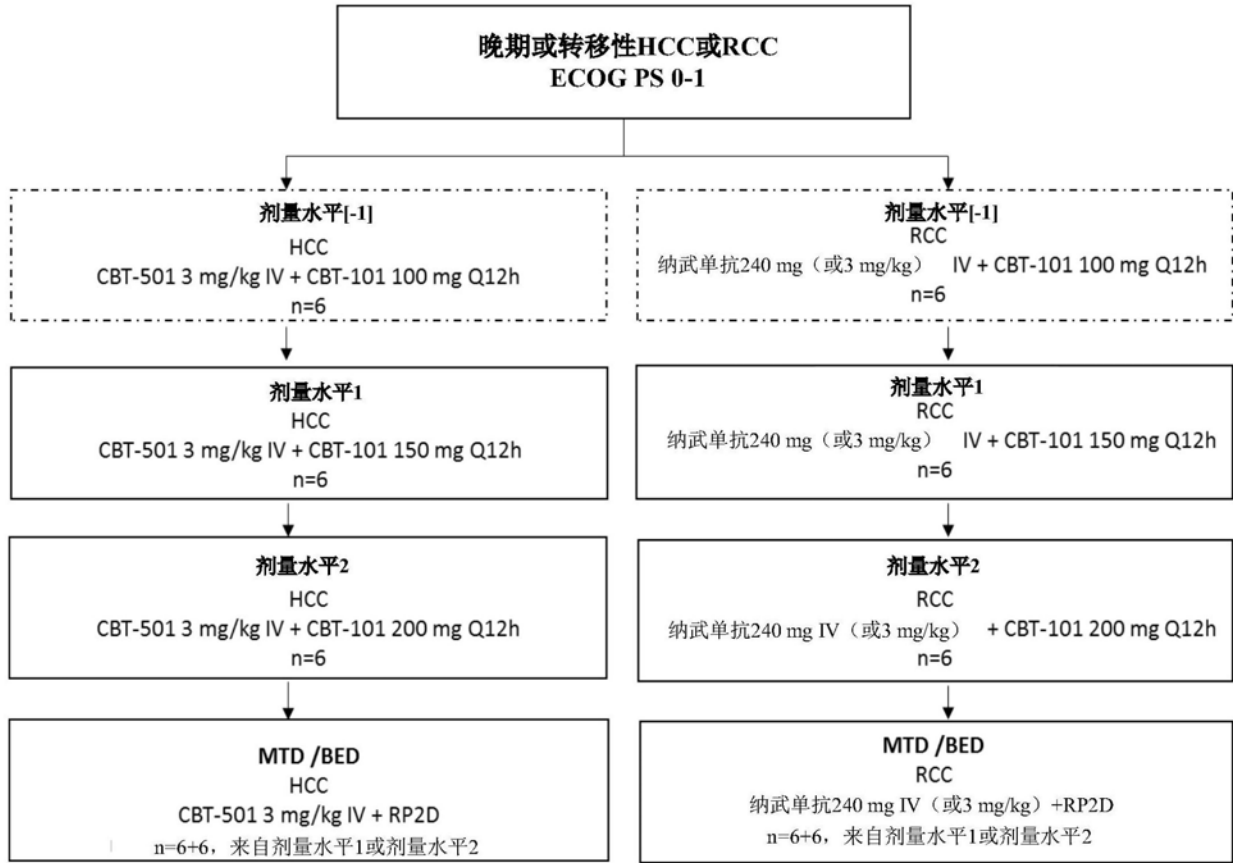 晚期或转移性HCC或RCC
ECOG PS 0-1
剂量水平[-1]
HCC
CBT-501 3 mg/kg IV + CBT-101 100 mg Q12h
n=6
剂量水平[-1]
RCC
纳武单抗240 mg（或3 mg/kg） IV + CBT-101 100 mg Q12h
n=6
剂量水平1
HCC
CBT-501 3 mg/kg IV + CBT-101 150 mg Q12h
n=6
剂量水平1
RCC
纳武单抗240 mg（或3 mg/kg） IV + CBT-101 150 mg Q12h
n=6
剂量水平2
HCC
CBT-501 3 mg/kg IV + CBT-101 200 mg Q12h
n=6
剂量水平2
RCC
纳武单抗240 mg IV（或3 mg/kg） + CBT-101 200 mg Q12h
n=6
MTD /BED
HCC
CBT-501 3 mg/kg IV + RP2D
n=6+6，来自剂量水平1或剂量水平2
MTD /BED
RCC
纳武单抗240 mg IV（或3 mg/kg）+RP2D
n=6+6，来自剂量水平1或剂量水平2